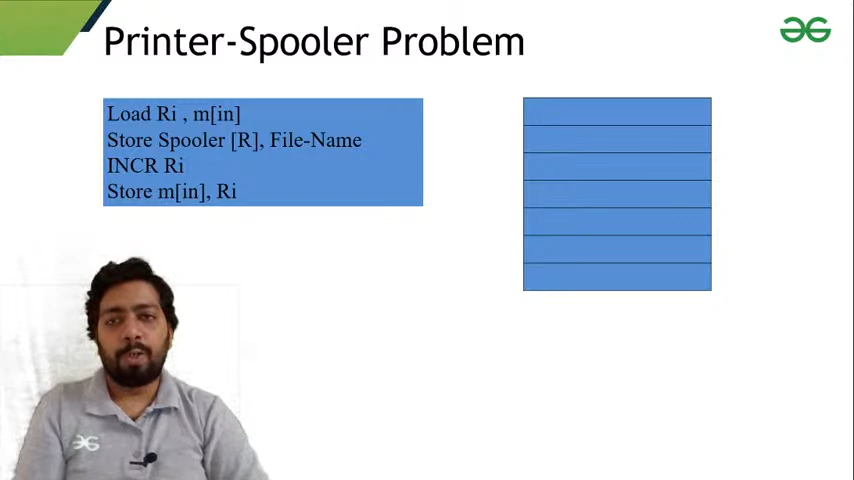 Printer-Spooler Problem
Load Ri , m[in]
Store Spooler [R], File-Name
INCR Ri
Store m[in], Ri